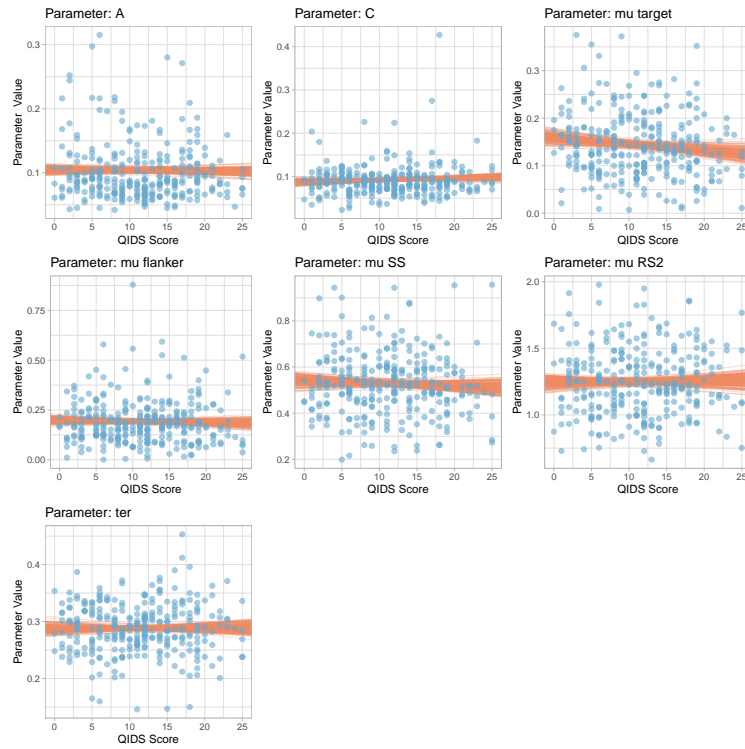 Parameter: A
Parameter Value
0.3
0.2
0.1
0 5 10 15 20 25
QIDS Score
Parameter: C
Parameter Value
0.4
0.3
0.2
0.1
0 5 10 15 20 25
QIDS Score
Parameter: mu target
Parameter Value
0.3
0.2
0.1
0.0
0 5 10 15 20 25
QIDS Score
Parameter: mu flanker
Parameter Value
0.75
0.50
0.25
0.00
0 5 10 15 20 25
QIDS Score
Parameter: mu SS
Parameter Value
0.8
0.6
0.4
0.2
0 5 10 15 20 25
QIDS Score
Parameter: mu RS2
Parameter Value
2.0
1.5
1.0
0 5 10 15 20 25
QIDS Score
Parameter: ter
Parameter Value
0.4
0.3
0.2
0 5 10 15 20 25
QIDS Score